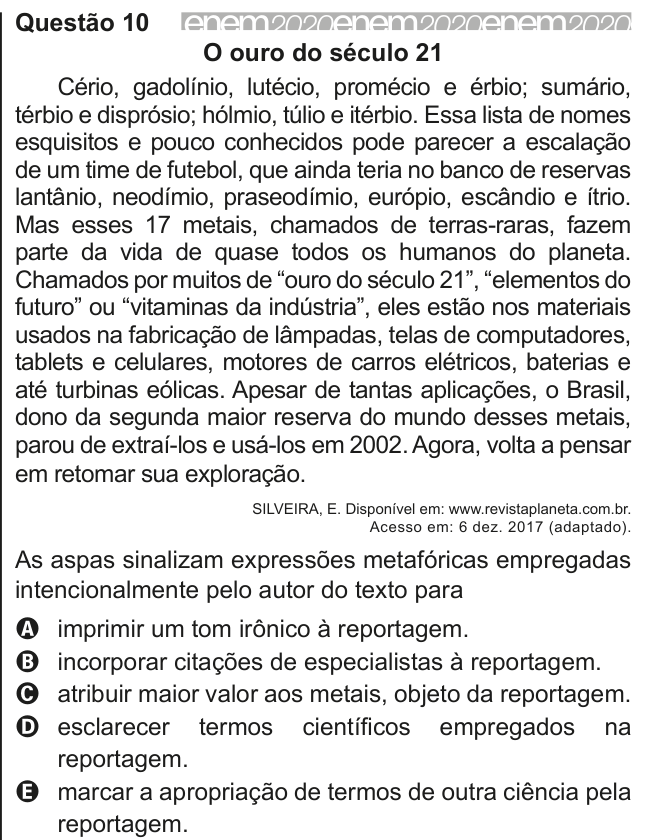 Questão 10 enem2020enem2020enem2020
O ouro do século 21
Cério, gadolínio, lutécio, promécio e érbio; sumário,
térbio e disprósio; hólmio, túlio e itérbio. Essa lista de nomes
esquisitos e pouco conhecidos pode parecer a escalação
de um time de futebol, que ainda teria no banco de reservas
lantânio, neodímio, praseodímio, európio, escândio e ítrio.
Mas esses 17 metais, chamados de terras-raras, fazem
parte da vida de quase todos os humanos do planeta.
Chamados por muitos de “ouro do século 21”, “elementos do
futuro” ou “vitaminas da indústria”, eles estão nos materiais
usados na fabricação de lâmpadas, telas de computadores,
tablets e celulares, motores de carros elétricos, baterias e
até turbinas eólicas. Apesar de tantas aplicações, o Brasil,
dono da segunda maior reserva do mundo desses metais,
parou de extraí-los e usá-los em 2002. Agora, volta a pensar
em retomar sua exploração.
SILVEIRA, E. Disponível em: www.revistaplaneta.com.br.
Acesso em: 6 dez. 2017 (adaptado).
As aspas sinalizam expressões metafóricas empregadas
intencionalmente pelo autor do texto para
A imprimir um tom irônico à reportagem.
B incorporar citações de especialistas à reportagem.
C atribuir maior valor aos metais, objeto da reportagem.
D esclarecer termos científicos empregados na
reportagem.
E marcar a apropriação de termos de outra ciência pela
reportagem.